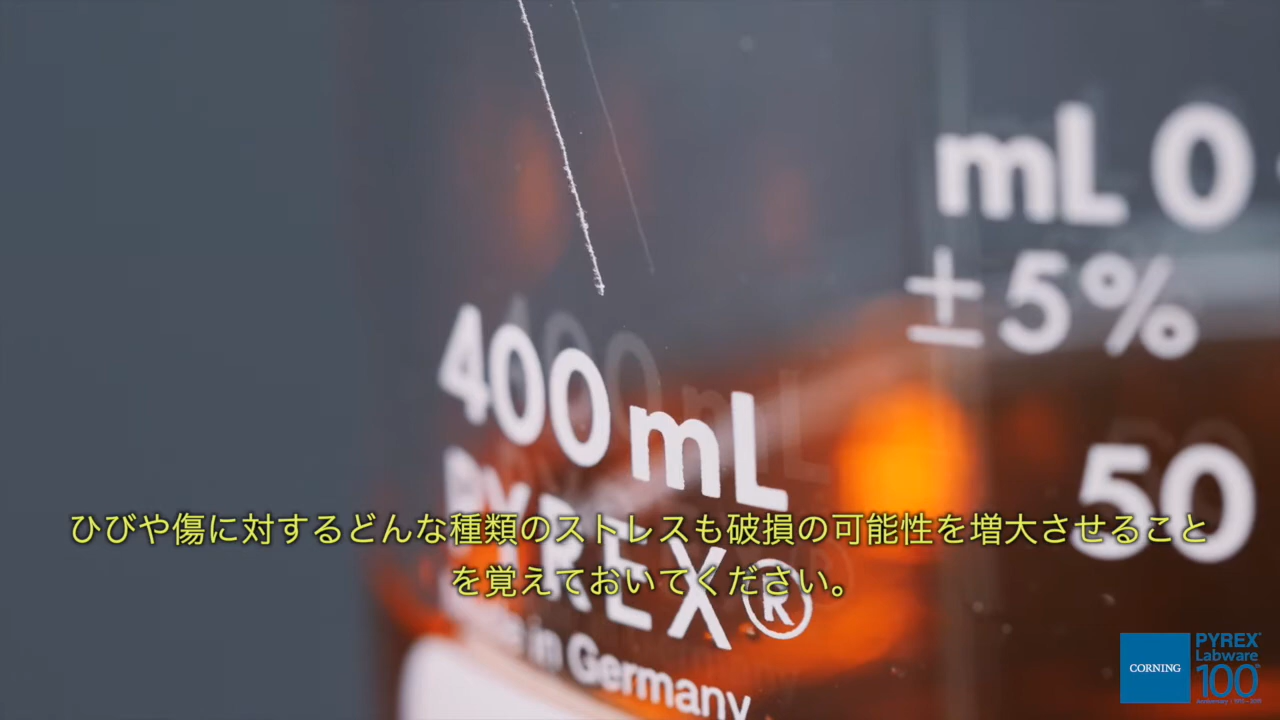 mL 0
±5%
400 mL
50
PYREX®
in Germany
ひびや傷に対するどんな種類のストレスも破損の可能性を増大させること
を覚えておいてください。
CORNING
PYREX
Labware
100